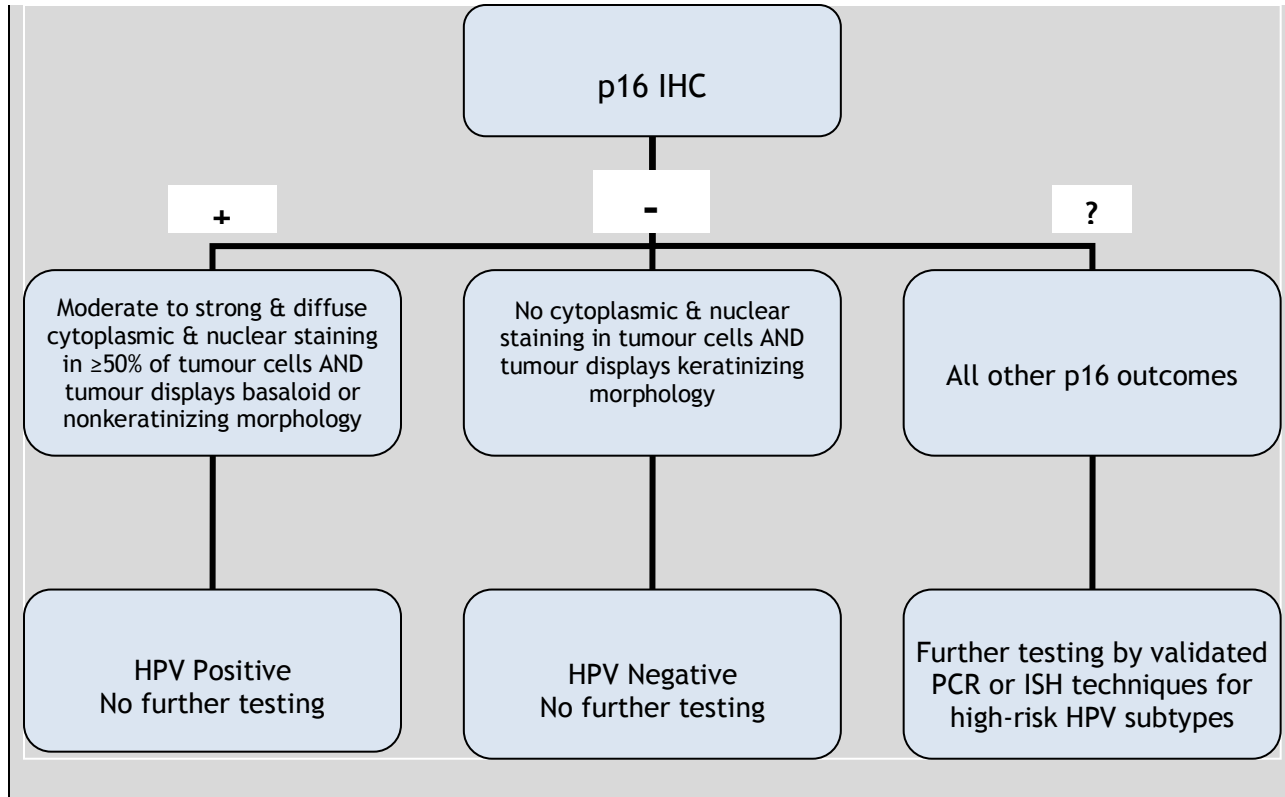 p16 IHC
+
-
?
Moderate to strong & diffuse
cytoplasmic & nuclear staining
in ≥50% of tumour cells AND
tumour displays basaloid or
nonkeratinizing morphology
No cytoplasmic & nuclear
staining in tumour cells AND
tumour displays keratinizing
morphology
All other p16 outcomes
HPV Positive
No further testing
HPV Negative
No further testing
Further testing by validated
PCR or ISH techniques for
high-risk HPV subtypes